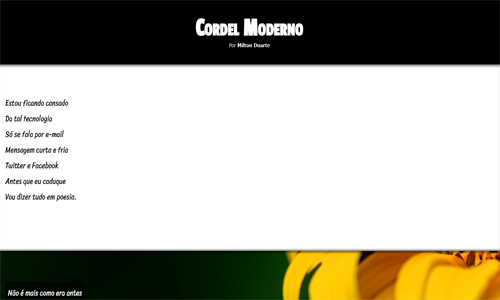 Cordel Moderno
Por Milton Duarte
Estou ficando cansado
Da tal tecnologia
Só se fala por e-mail
Mensagem curta e fria
Twitter e Facebook
Antes que eu caduque
Vou dizer tudo em poesia.
Não é mais como era antes